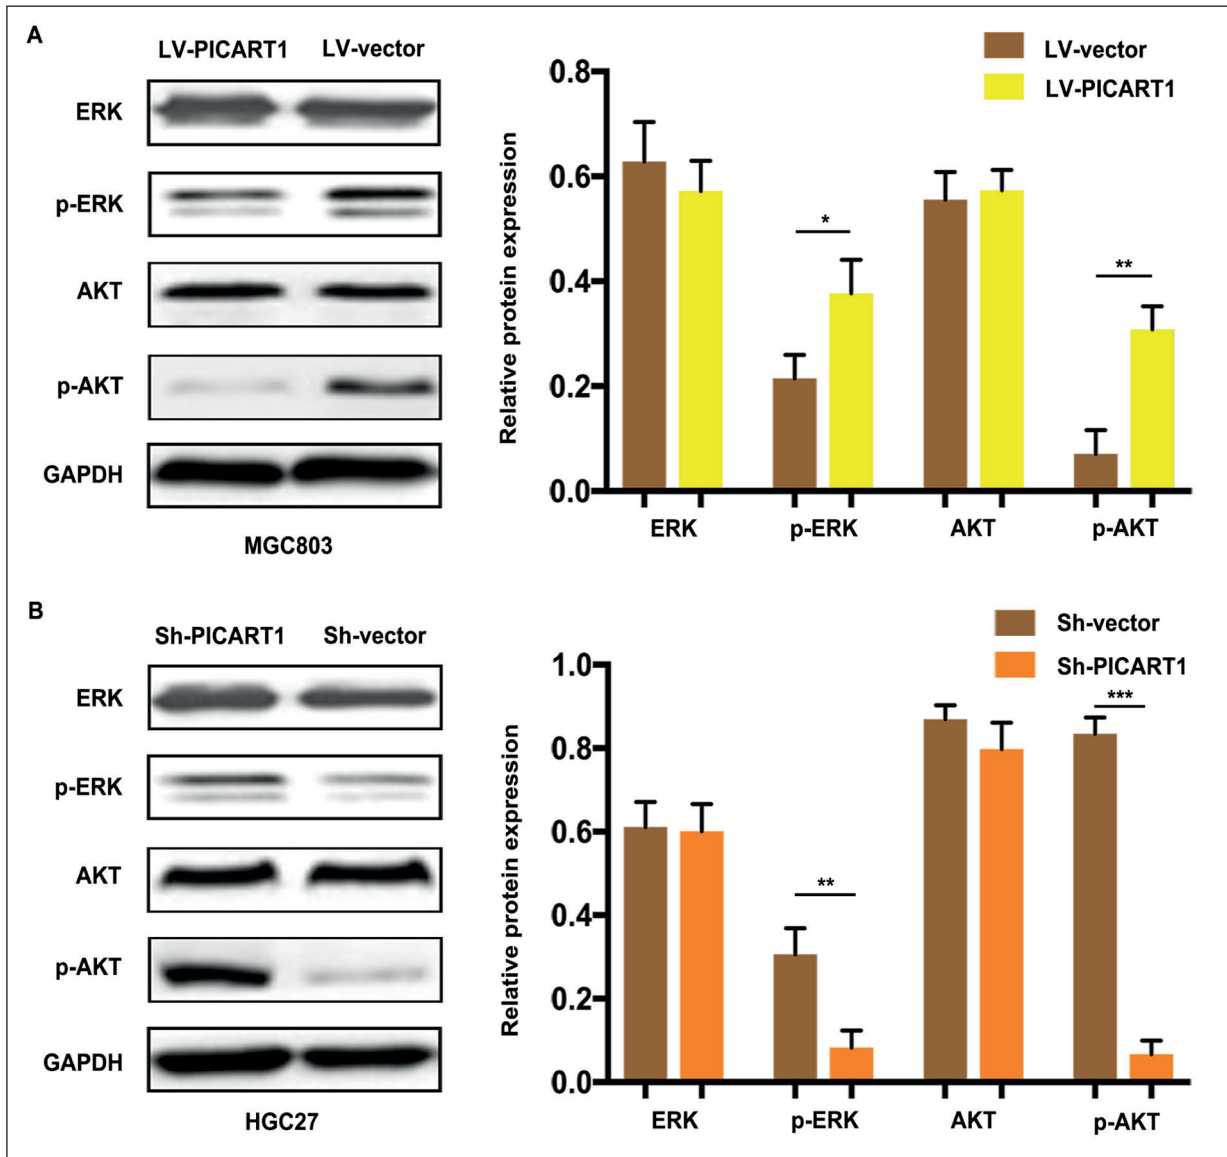 A
LV-PICART1 LV-vector
ERK
p-ERK
AKT
p-AKT
GAPDH
MGC803
LV-vector
LV-PICART1
Relative protein expression
0.8
0.6
0.4
0.2
0.0
*
**
ERK p-ERK AKT p-AKT
B
Sh-PICART1 Sh-vector
ERK
p-ERK
AKT
p-AKT
GAPDH
HGC27
Sh-vector
Sh-PICART1
Relative protein expression
1.0
0.8
0.6
0.4
0.2
0.0
**
***
ERK p-ERK AKT p-AKT